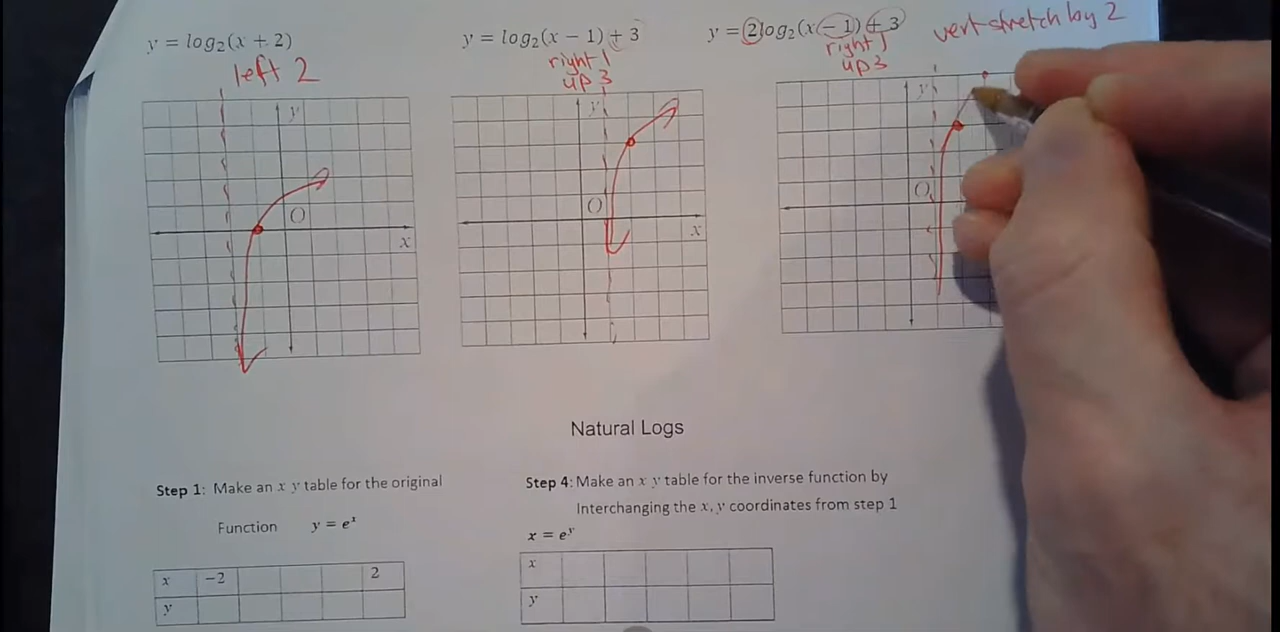 y = log₂(x + 2)
left 2
y = log₂(x − 1) + 3
right 1
up 3
y = 2log₂(x − 1) + 3
right 1
up 3
vert stretch by 2
y
O
x
y
O
x
y
O
Natural Logs
Step 1: Make an x y table for the original
Function y = eˣ
x −2 2
y
Step 4: Make an x y table for the inverse function by
Interchanging the x, y coordinates from step 1
x = eʸ
x
y